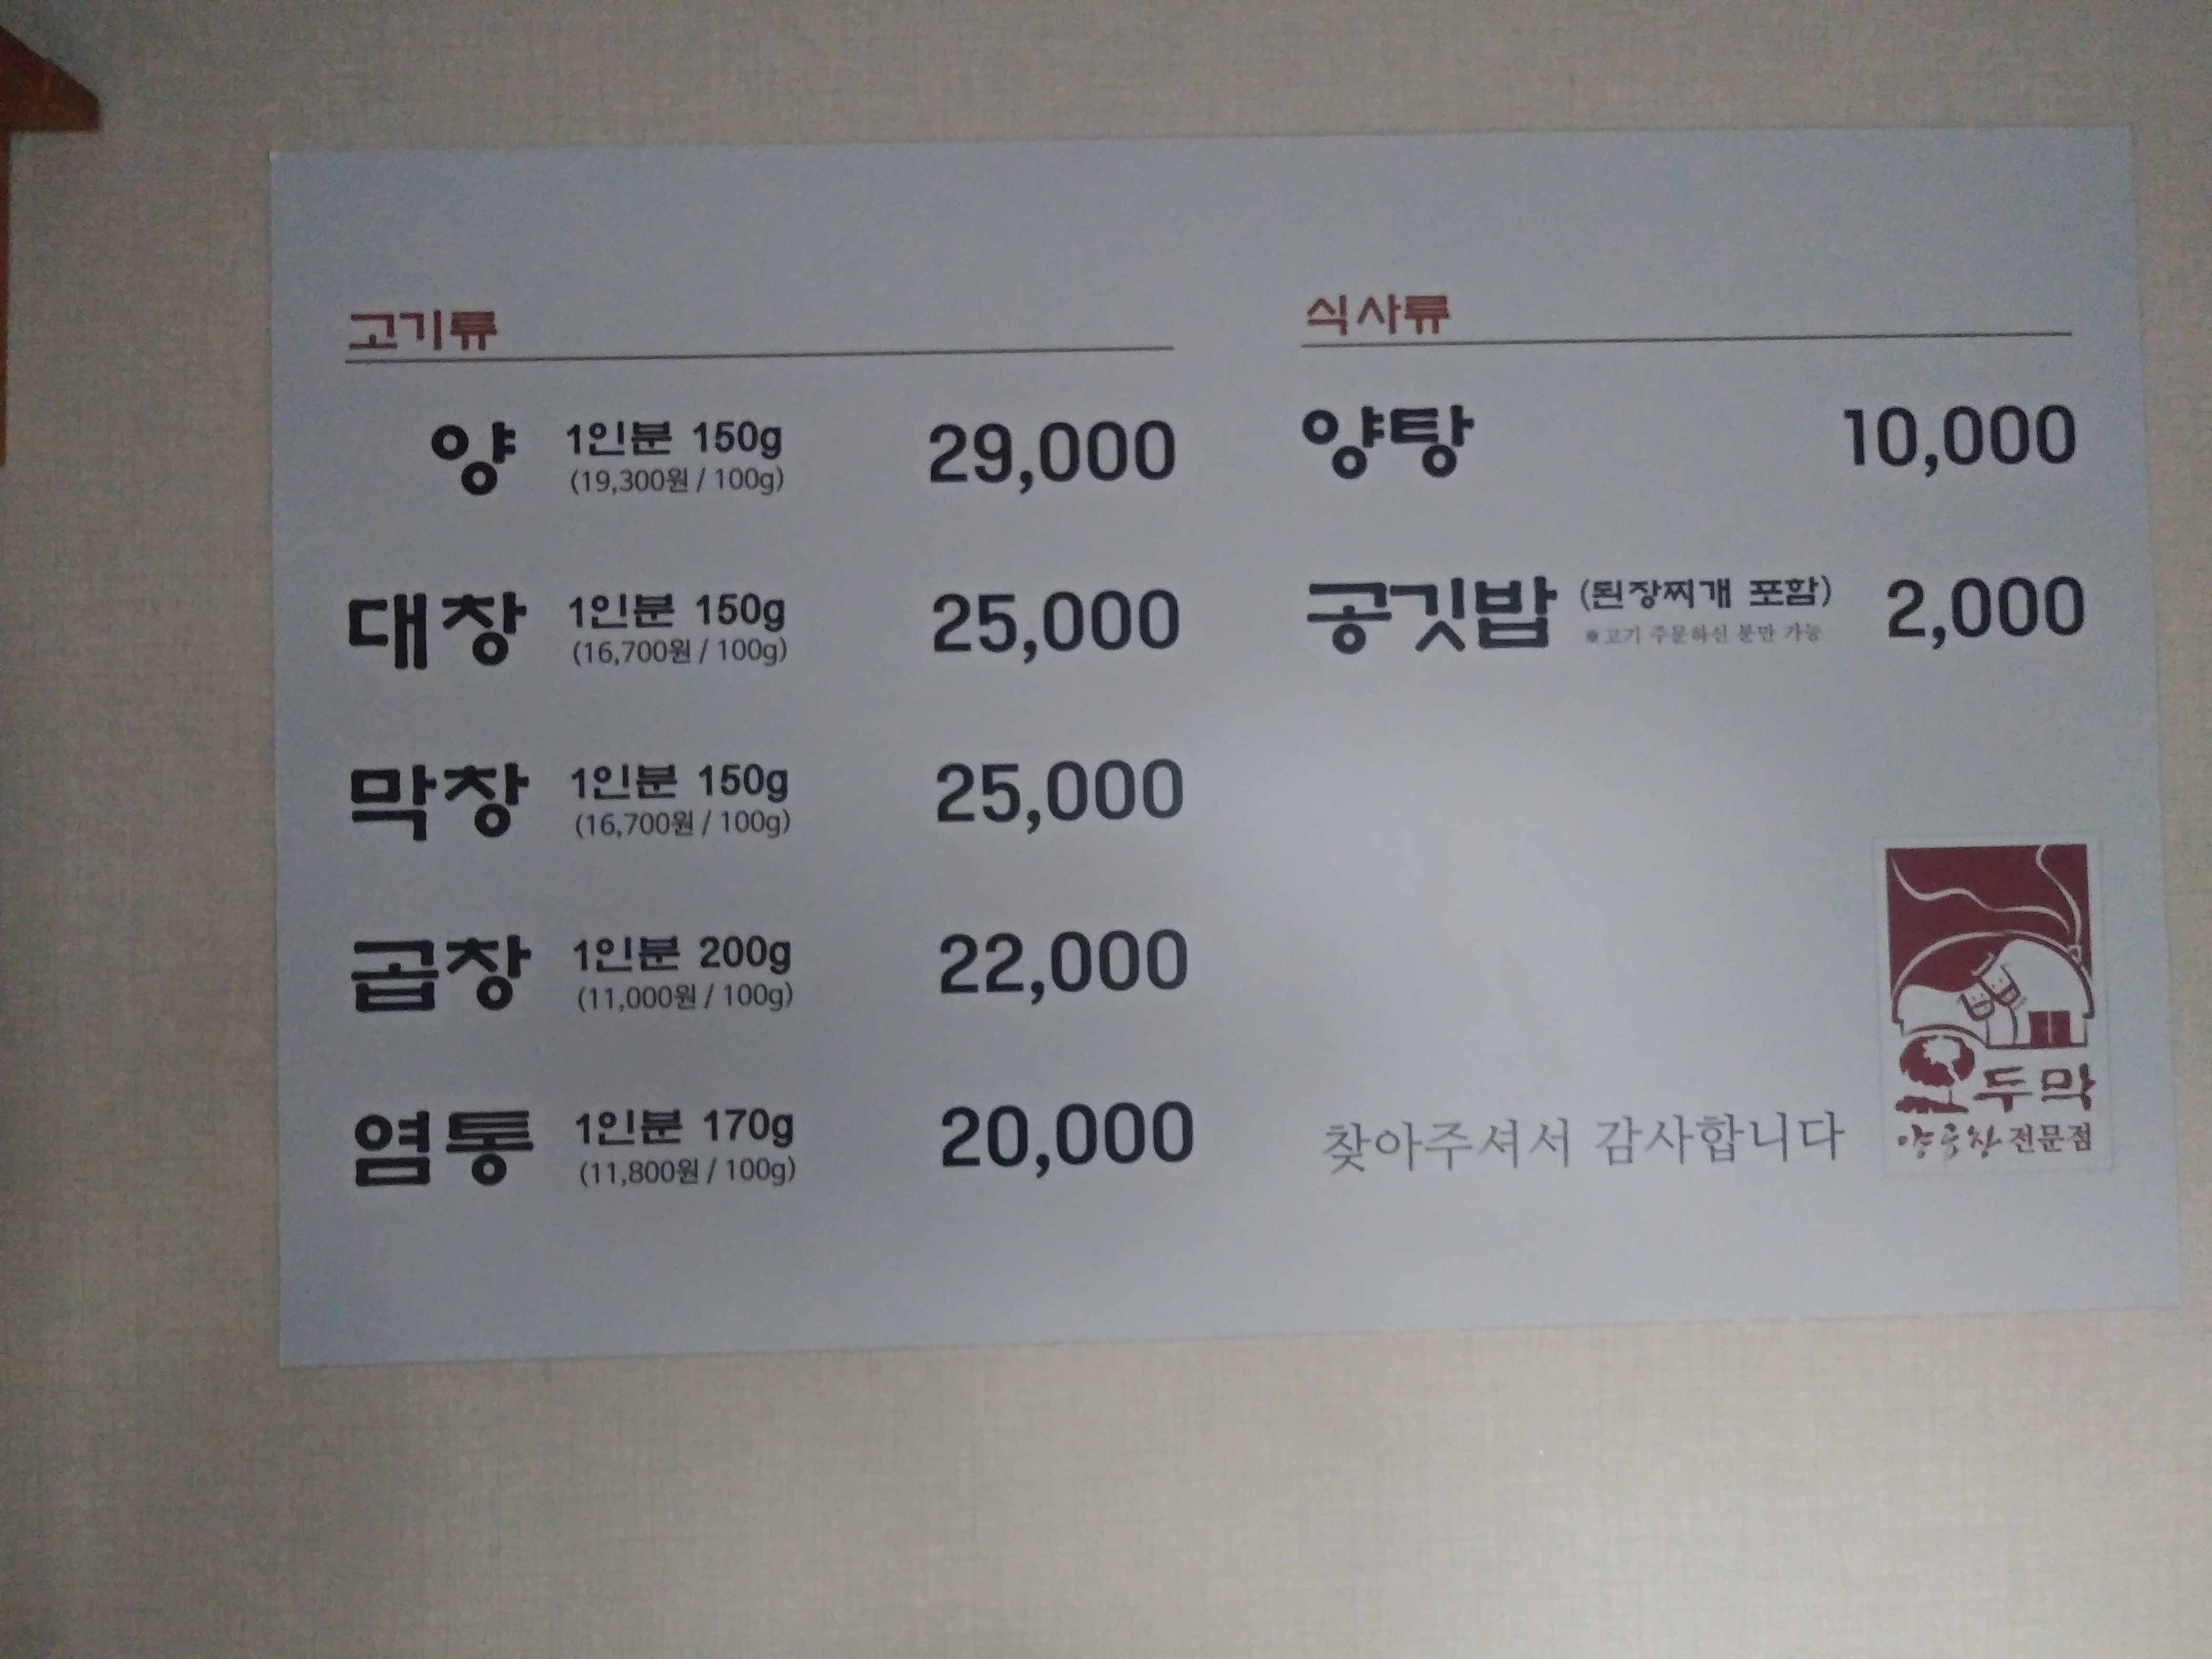 고기류
양 1인분 150g 29,000
(19,300원 / 100g)
대창 1인분 150g 25,000
(16,700원 / 100g)
막창 1인분 150g 25,000
(16,700원 / 100g)
곱창 1인분 200g 22,000
(11,000원 / 100g)
염통 1인분 170g 20,000
(11,800원 / 100g)
식사류
양탕 10,000
공깃밥 (된장찌개 포함) 2,000
※고기 주문하신 분만 가능
찾아주셔서 감사합니다
두막
전문점